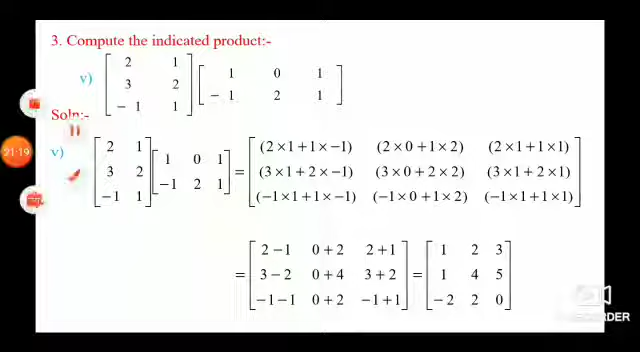 3. Compute the indicated product:-
v) [ 2 1 ] [ 1 0 1 ]
[ 3 2 ] [ -1 2 1 ]
[ -1 1 ]
Soln:-
21:19
v) [ 2 1 ] [ 1 0 1 ] = [ (2×1+1×-1) (2×0+1×2) (2×1+1×1) ]
[ 3 2 ] [ -1 2 1 ] [ (3×1+2×-1) (3×0+2×2) (3×1+2×1) ]
[ -1 1 ] [ (-1×1+1×-1) (-1×0+1×2) (-1×1+1×1) ]
= [ 2-1 0+2 2+1 ] = [ 1 2 3 ]
[ 3-2 0+4 3+2 ] [ 1 4 5 ]
[ -1-1 0+2 -1+1 ] [ -2 2 0 ]